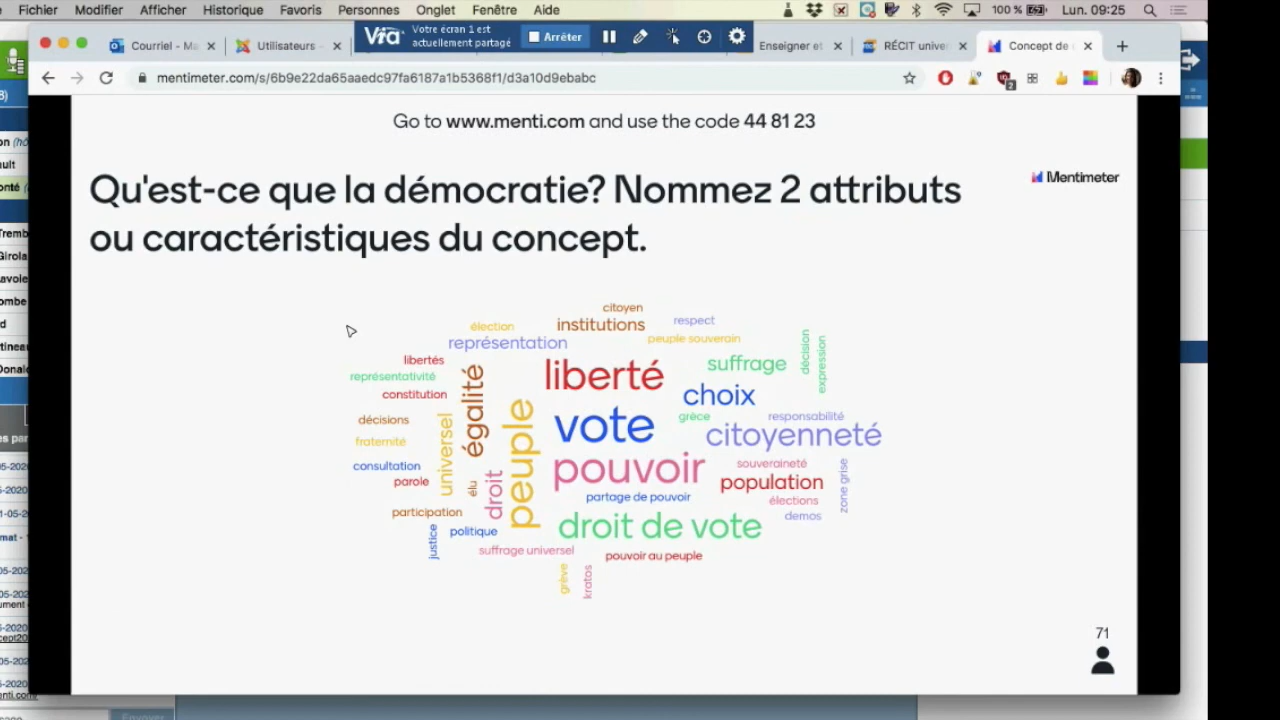 Fichier Modifier Afficher Historique Favoris Personnes Onglet Fenêtre Aide 100 % Lun. 09:25
Vià Votre écran 1 est actuellement partagé Arrêter
Courriel - Ma Utilisateurs - Enseigner et RÉCIT unive Concept de
mentimeter.com/s/6b9e22da65aaedc97fa6187a1b5368f1/d3a10d9ebabc
Go to www.menti.com and use the code 44 81 23
Mentimeter
Qu'est-ce que la démocratie? Nommez 2 attributs
ou caractéristiques du concept.
citoyen
élection
institutions
respect
représentation
peuple souverain
libertés
liberté
suffrage
décision
expression
représentativité
égalité
constitution
choix
décisions
universel
peuple
vote
grèce
responsabilité
fraternité
citoyenneté
consultation
pouvoir
souveraineté
zone grise
parole
élu
droit
population
partage de pouvoir
élections
participation
demos
justice
politique
droit de vote
suffrage universel
pouvoir au peuple
grève
kratos
71
Envoyer